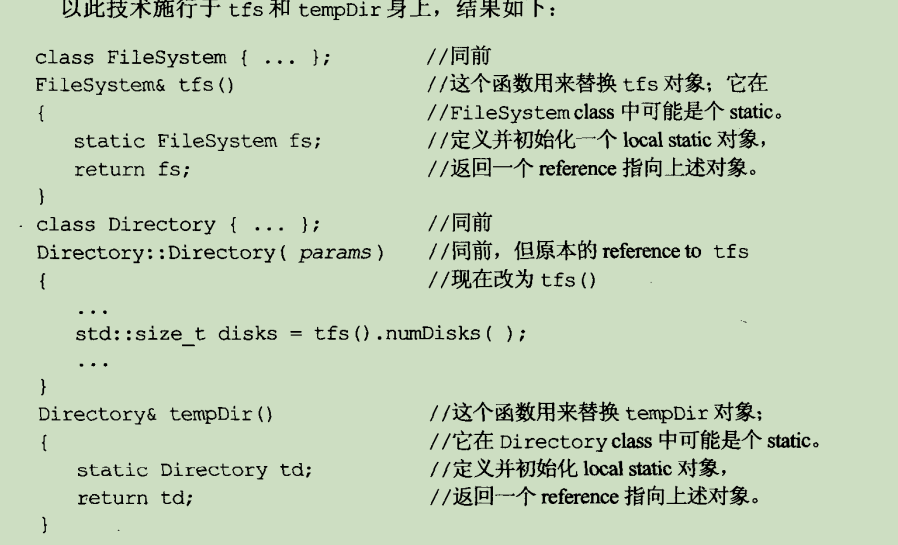 以此技术施行于 tfs 和 tempDir 身上，结果如下：
class FileSystem { ... };    //同前
FileSystem& tfs()    //这个函数用来替换 tfs 对象；它在
{    //FileSystem class 中可能是个 static。
static FileSystem fs;    //定义并初始化一个 local static 对象，
return fs;    //返回一个 reference 指向上述对象。
}
class Directory { ... };    //同前
Directory::Directory( params )    //同前，但原本的 reference to tfs
{    //现在改为 tfs()
...
std::size_t disks = tfs().numDisks( );
...
}
Directory& tempDir()    //这个函数用来替换 tempDir 对象；
{    //它在 Directory class 中可能是个 static。
static Directory td;    //定义并初始化 local static 对象，
return td;    //返回一个 reference 指向上述对象。
}